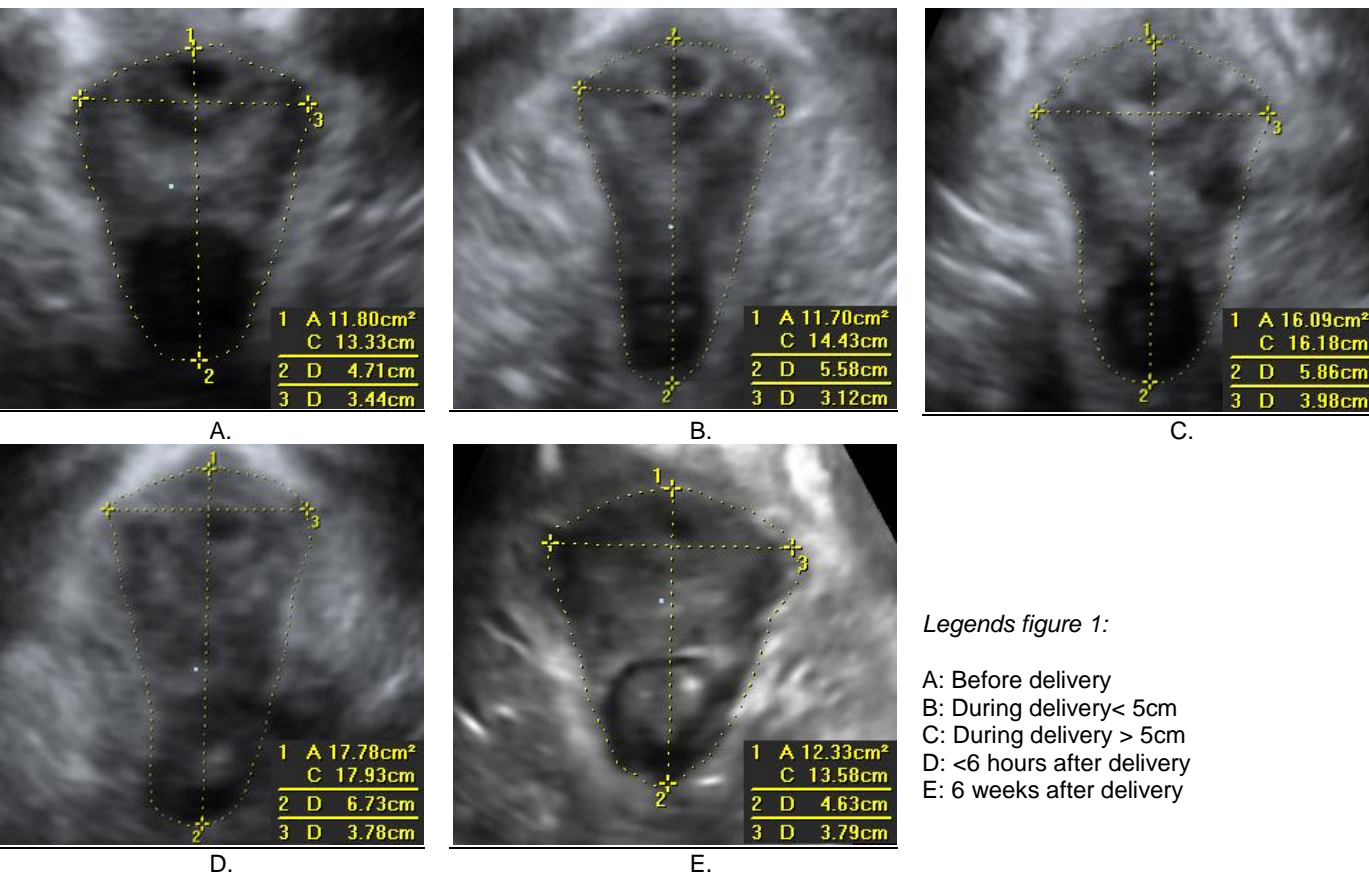 1
3
2
1 A 11.80cm²
C 13.33cm
2 D 4.71cm
3 D 3.44cm
A.
3
2
1 A 11.70cm²
C 14.43cm
2 D 5.58cm
3 D 3.12cm
B.
1
3
2
1 A 16.09cm²
C 16.18cm
2 D 5.86cm
3 D 3.98cm
C.
1
3
2
1 A 17.78cm²
C 17.93cm
2 D 6.73cm
3 D 3.78cm
D.
1
3
2
1 A 12.33cm²
C 13.58cm
2 D 4.63cm
3 D 3.79cm
E.
Legends figure 1:
A: Before delivery
B: During delivery< 5cm
C: During delivery > 5cm
D: <6 hours after delivery
E: 6 weeks after delivery